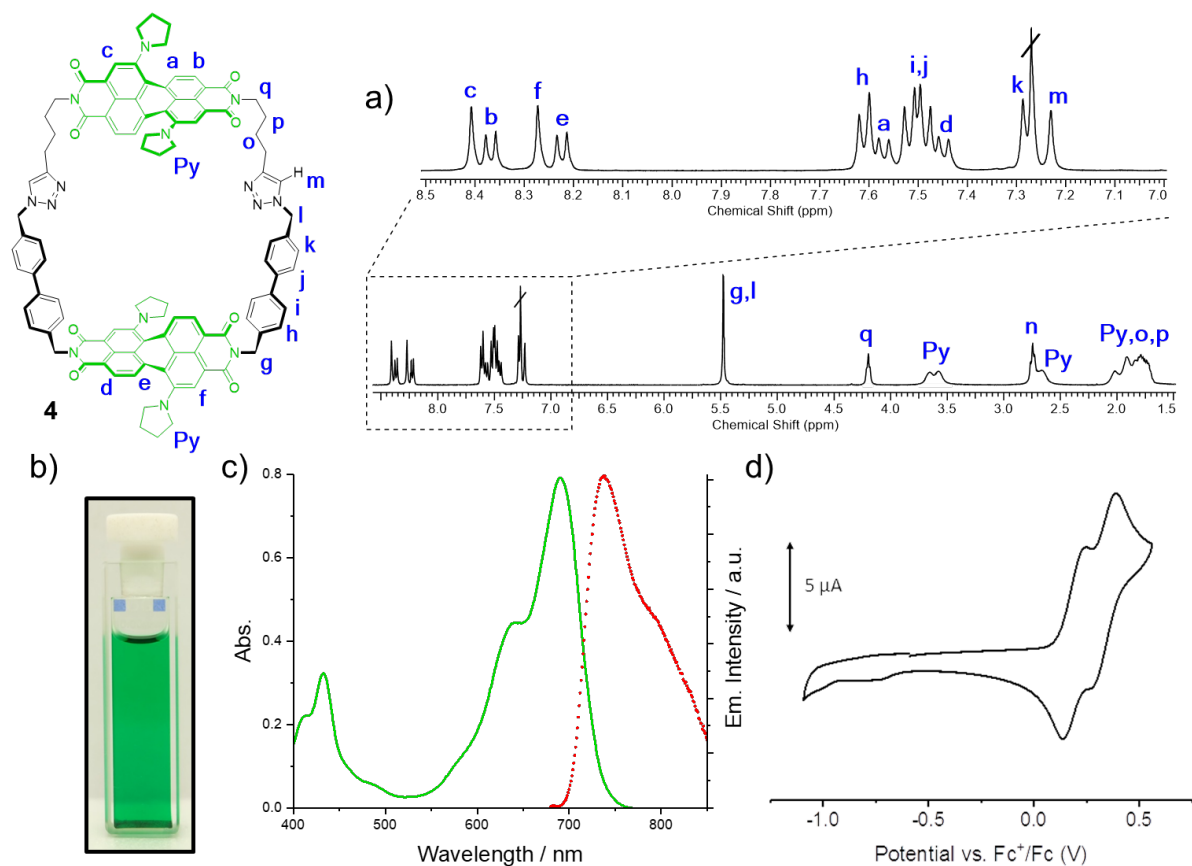 a)
c
N
a
b
O
O
q
N
N
p
O
O
o
N
Py
H
m
N
N
N
N
N
N
l
k
j
i
h
N
O
O
N
N
g
O
O
d
e
f
N
4
Py
c
b
f
e
h
a
i,j
d
k
m
8.5 8.4 8.3 8.2 8.1 8.0 7.9 7.8 7.7 7.6 7.5 7.4 7.3 7.2 7.1 7.0
Chemical Shift (ppm)
g,l
q
Py
n
Py
Py,o,p
8.0 7.5 7.0 6.5 6.0 5.5 5.0 4.5 4.0 3.5 3.0 2.5 2.0 1.5
Chemical Shift (ppm)
b)
c)
0.8
0.6
0.4
0.2
0.0
Abs.
400 500 600 700 800
Wavelength / nm
Em. Intensity / a.u.
d)
5 μA
-1.0 -0.5 0.0 0.5
Potential vs. Fc⁺/Fc (V)